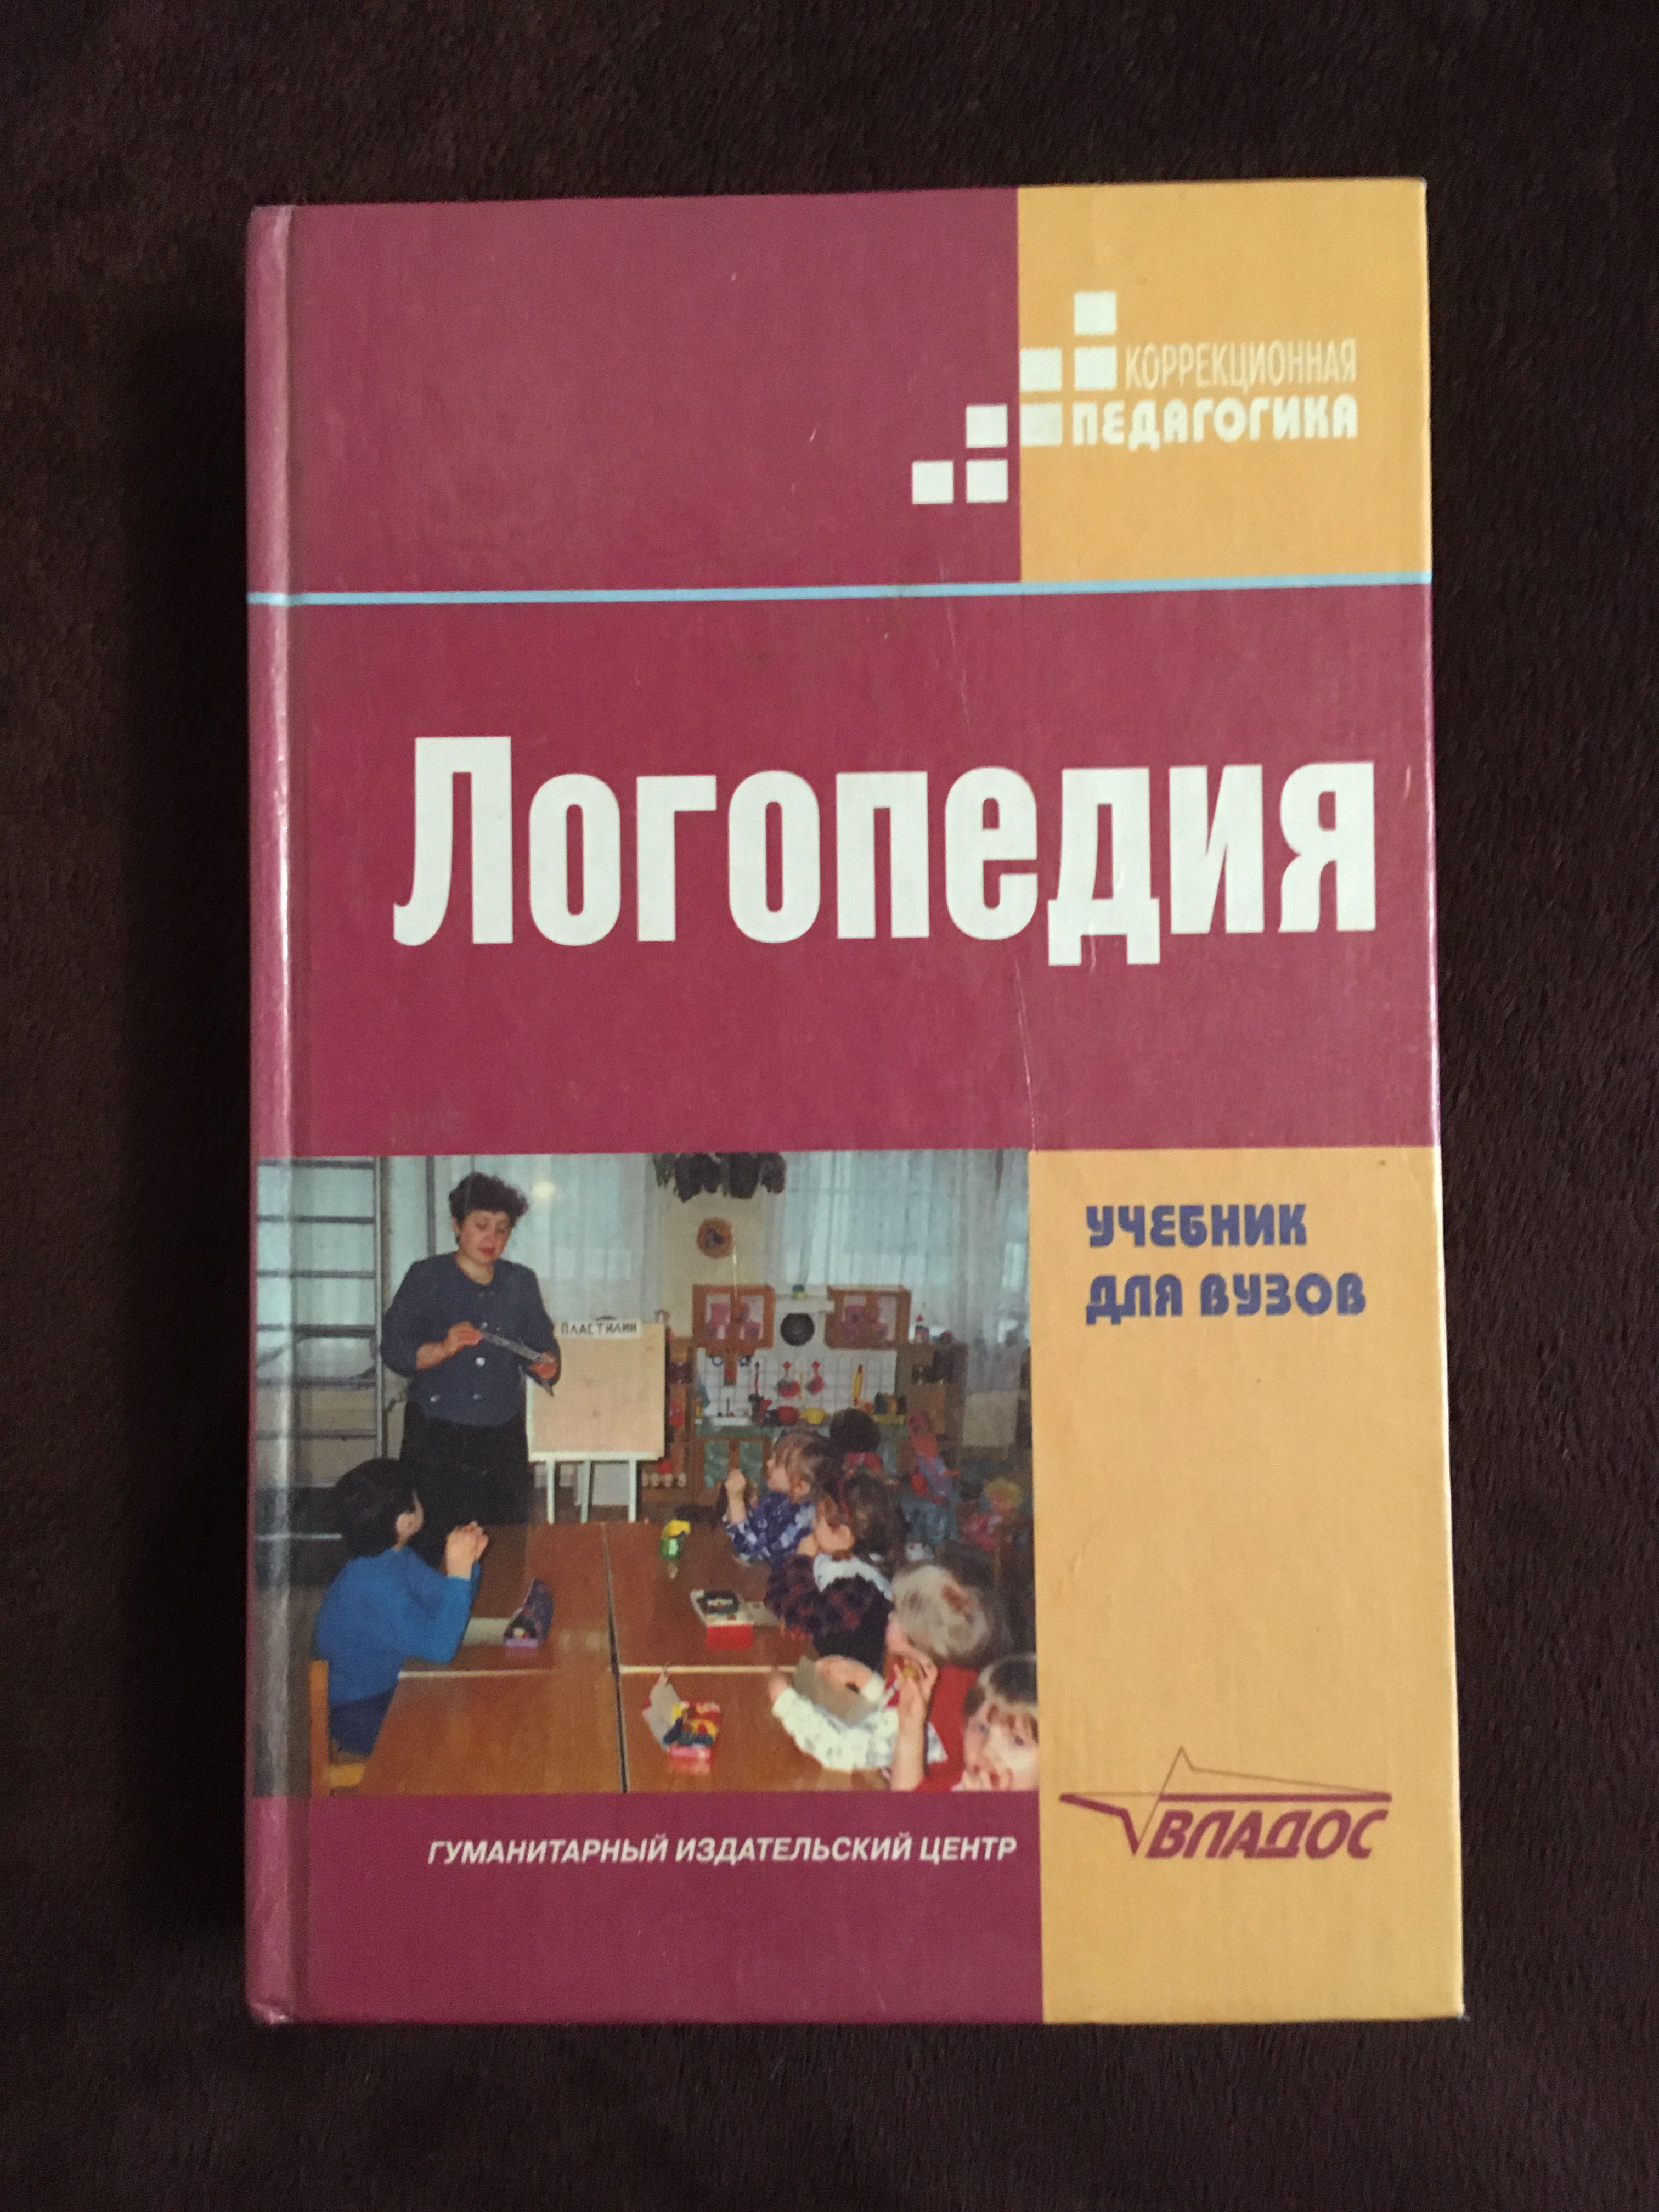 КОРРЕКЦИОННАЯ
ПЕДАГОГИКА
Логопедия
УЧЕБНИК
ДЛЯ ВУЗОВ
ПЛАСТИЛИН
ГУМАНИТАРНЫЙ ИЗДАТЕЛЬСКИЙ ЦЕНТР
ВЛАДОС